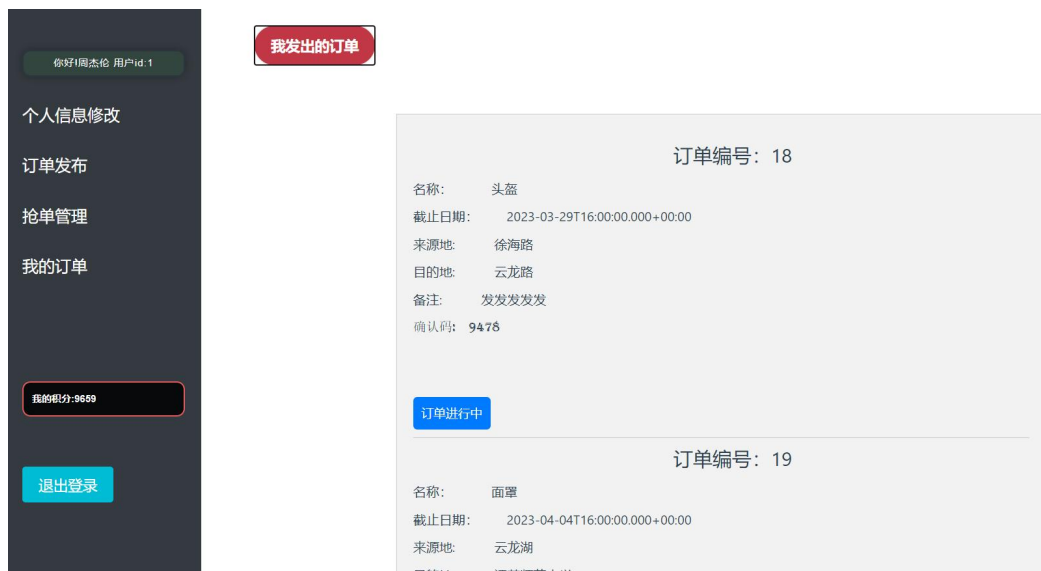 你好!周杰伦 用户id:1
个人信息修改
订单发布
抢单管理
我的订单
我的积分:9659
退出登录
我发出的订单
订单编号：18
名称： 头盔
截止日期： 2023-03-29T16:00:00.000+00:00
来源地: 徐海路
目的地: 云龙路
备注: 发发发发发
确认码: 9478
订单进行中
订单编号：19
名称： 面罩
截止日期： 2023-04-04T16:00:00.000+00:00
来源地: 云龙湖